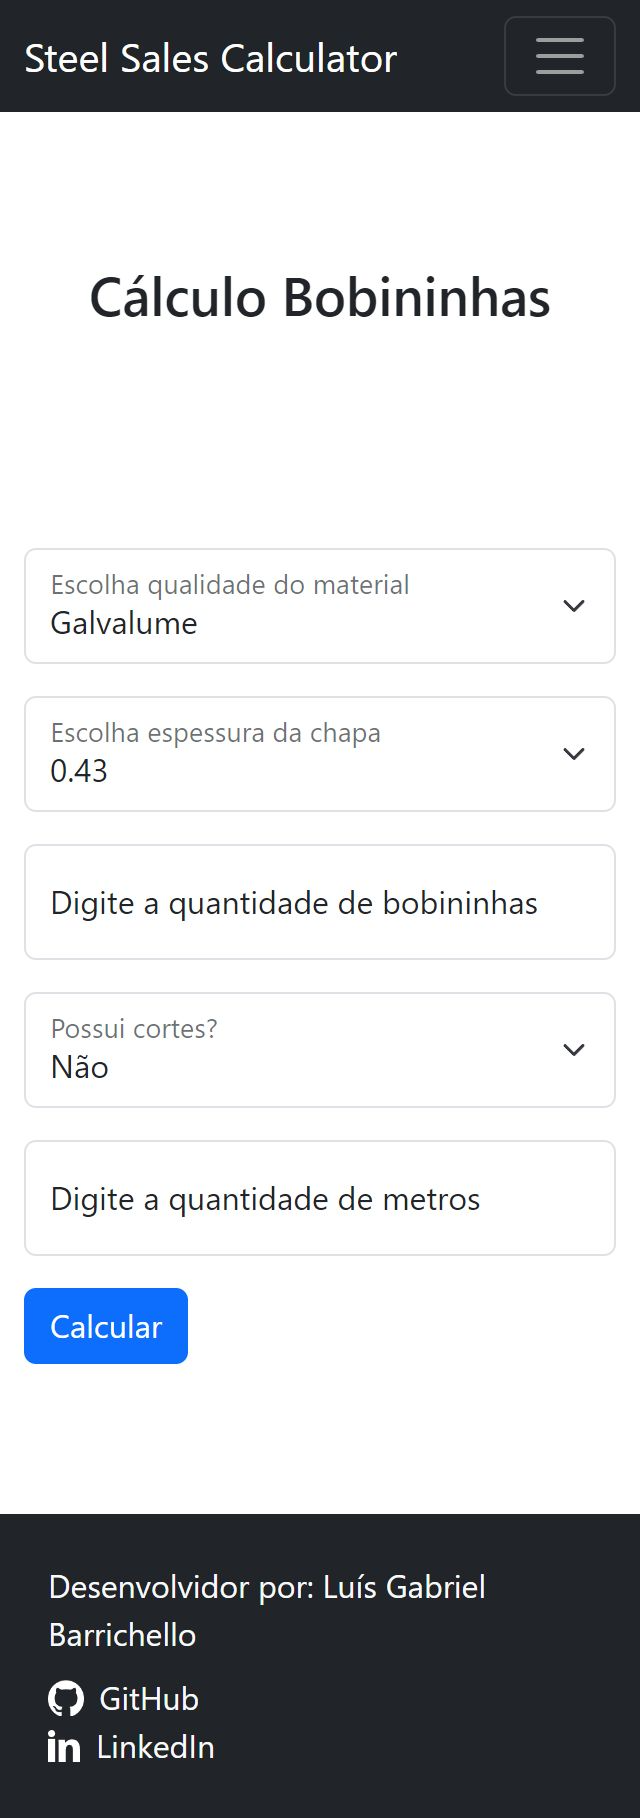 Steel Sales Calculator
Cálculo Bobininhas
Escolha qualidade do material
Galvalume
Escolha espessura da chapa
0.43
Digite a quantidade de bobininhas
Possui cortes?
Não
Digite a quantidade de metros
Calcular
Desenvolvidor por: Luís Gabriel
Barrichello
GitHub
LinkedIn